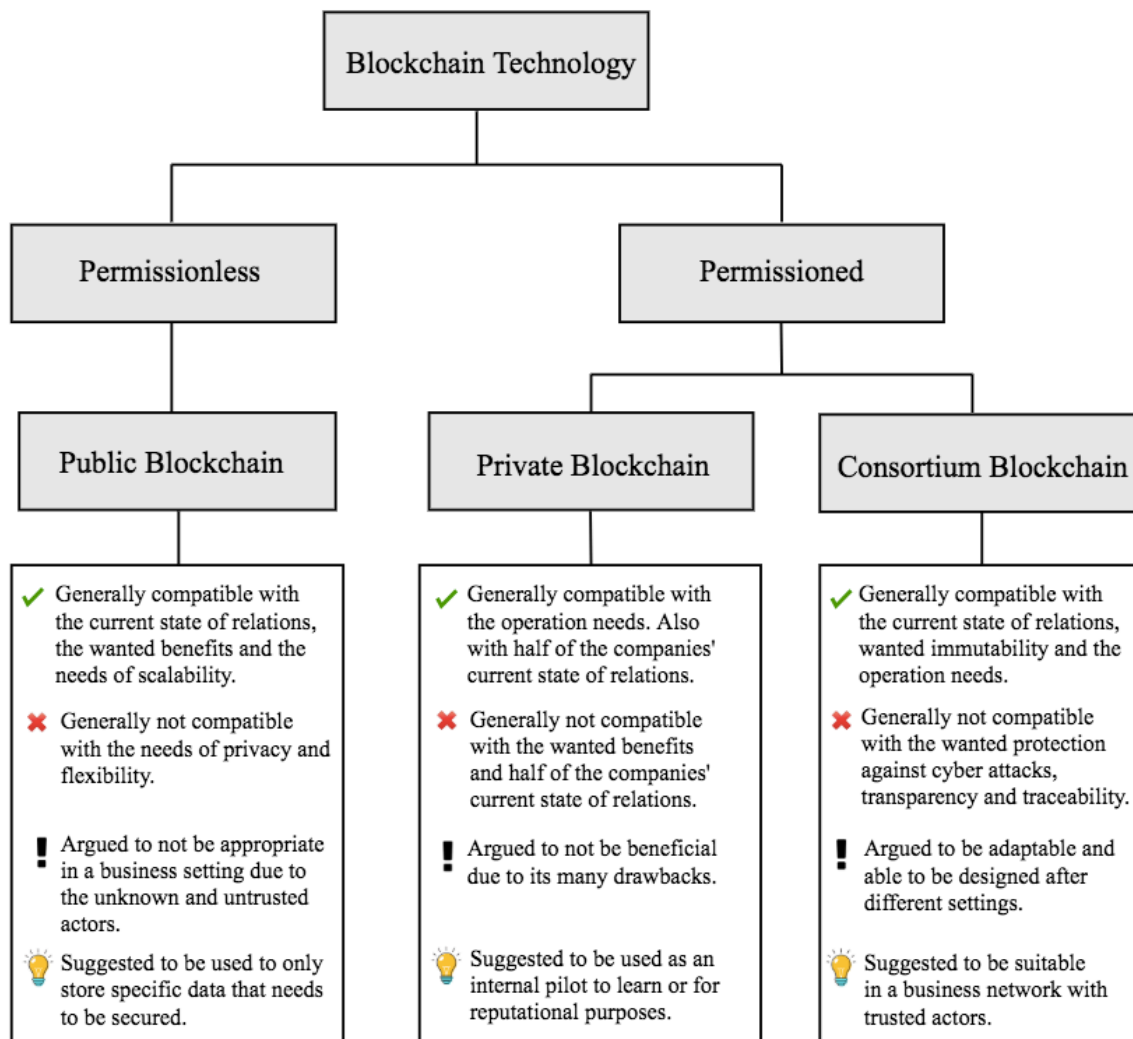 Blockchain Technology
Permissionless
Permissioned
Public Blockchain
Private Blockchain
Consortium Blockchain
Generally compatible with
the current state of relations,
the wanted benefits and the
needs of scalability.
Generally not compatible
with the needs of privacy and
flexibility.
Argued to not be appropriate
in a business setting due to
the unknown and untrusted
actors.
Suggested to be used to only
store specific data that needs
to be secured.
Generally compatible with
the operation needs. Also
with half of the companies'
current state of relations.
Generally not compatible
with the wanted benefits
and half of the companies'
current state of relations.
Argued to not be beneficial
due to its many drawbacks.
Suggested to be used as an
internal pilot to learn or for
reputational purposes.
Generally compatible with
the current state of relations,
wanted immutability and the
operation needs.
Generally not compatible
with the wanted protection
against cyber attacks,
transparency and traceability.
Argued to be adaptable and
able to be designed after
different settings.
Suggested to be suitable
in a business network with
trusted actors.